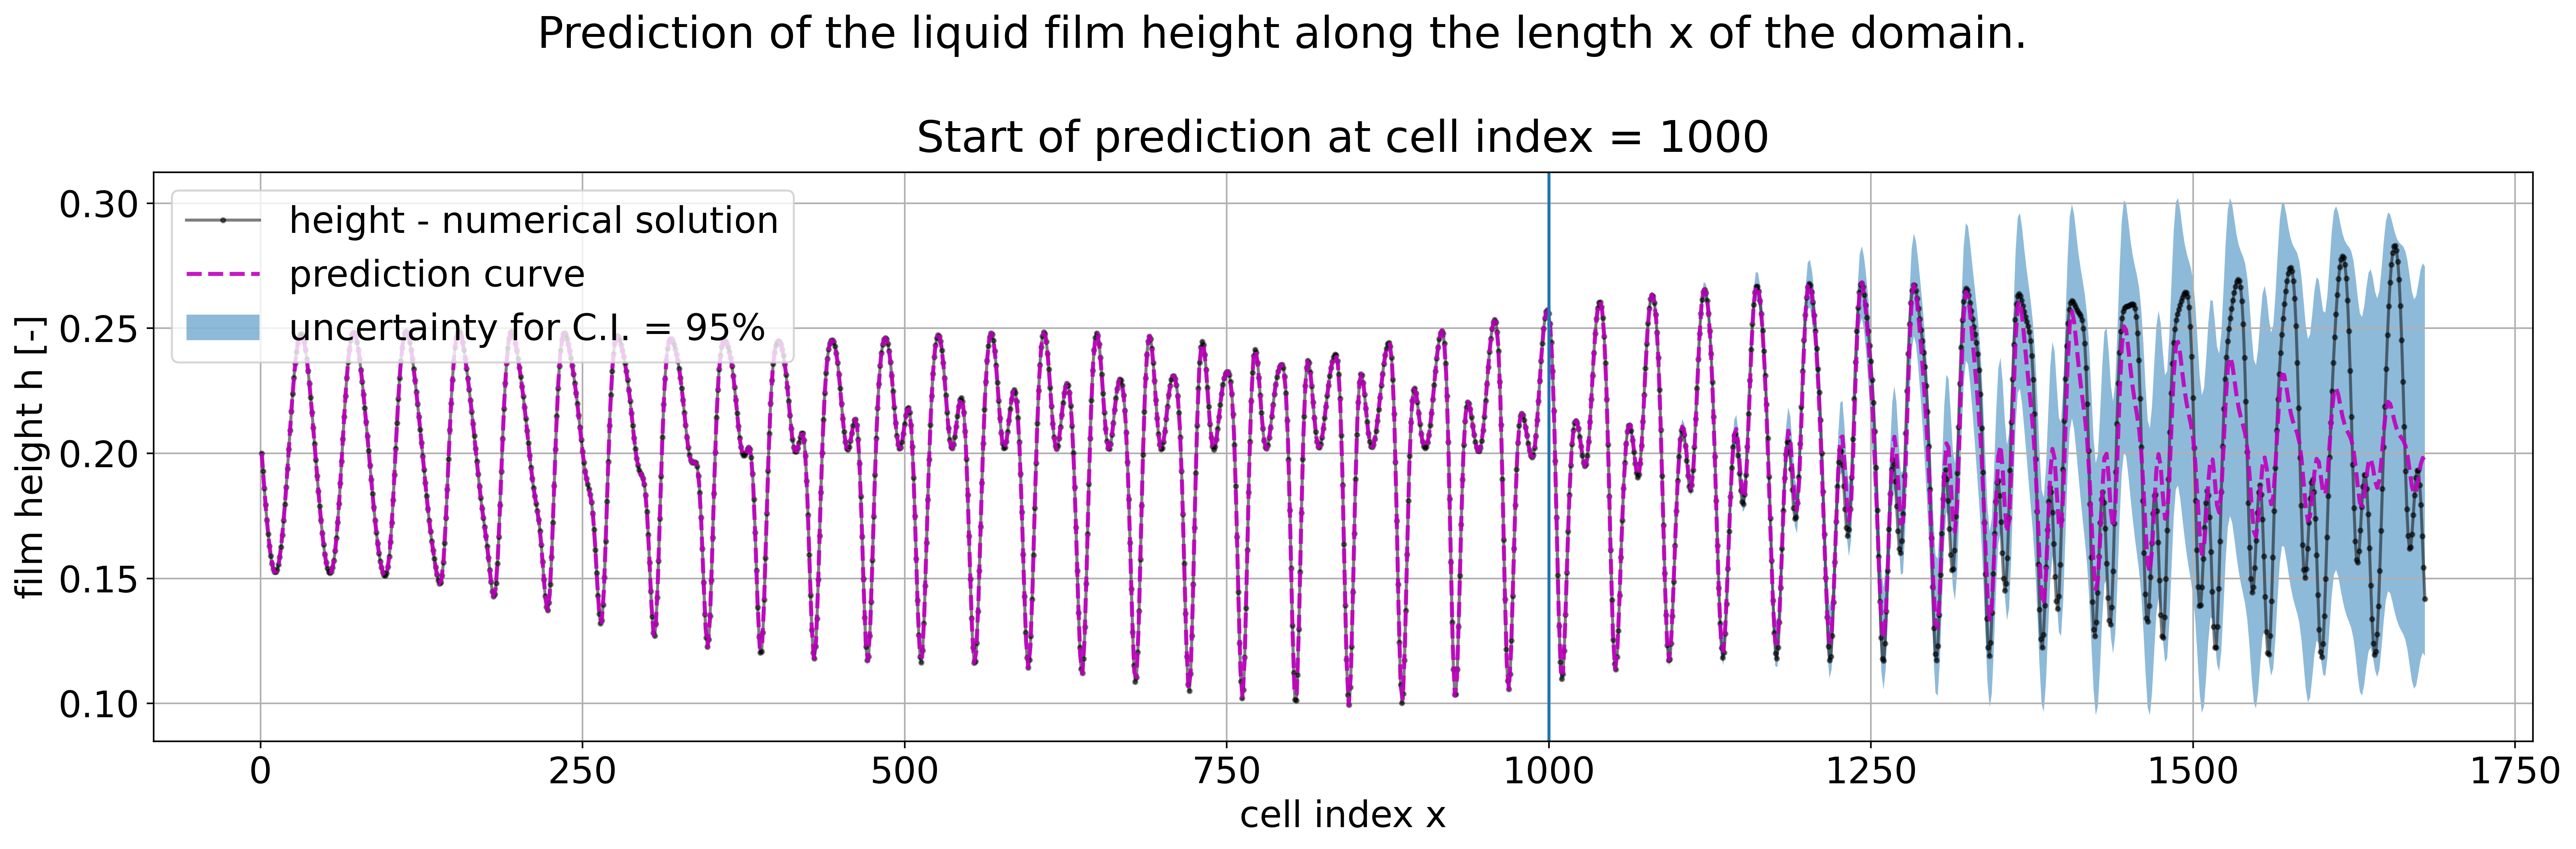 Prediction of the liquid film height along the length x of the domain.
Start of prediction at cell index = 1000
film height h [-]
0.30
0.25
0.20
0.15
0.10
height - numerical solution
prediction curve
uncertainty for C.I. = 95%
0 250 500 750 1000 1250 1500 1750
cell index x